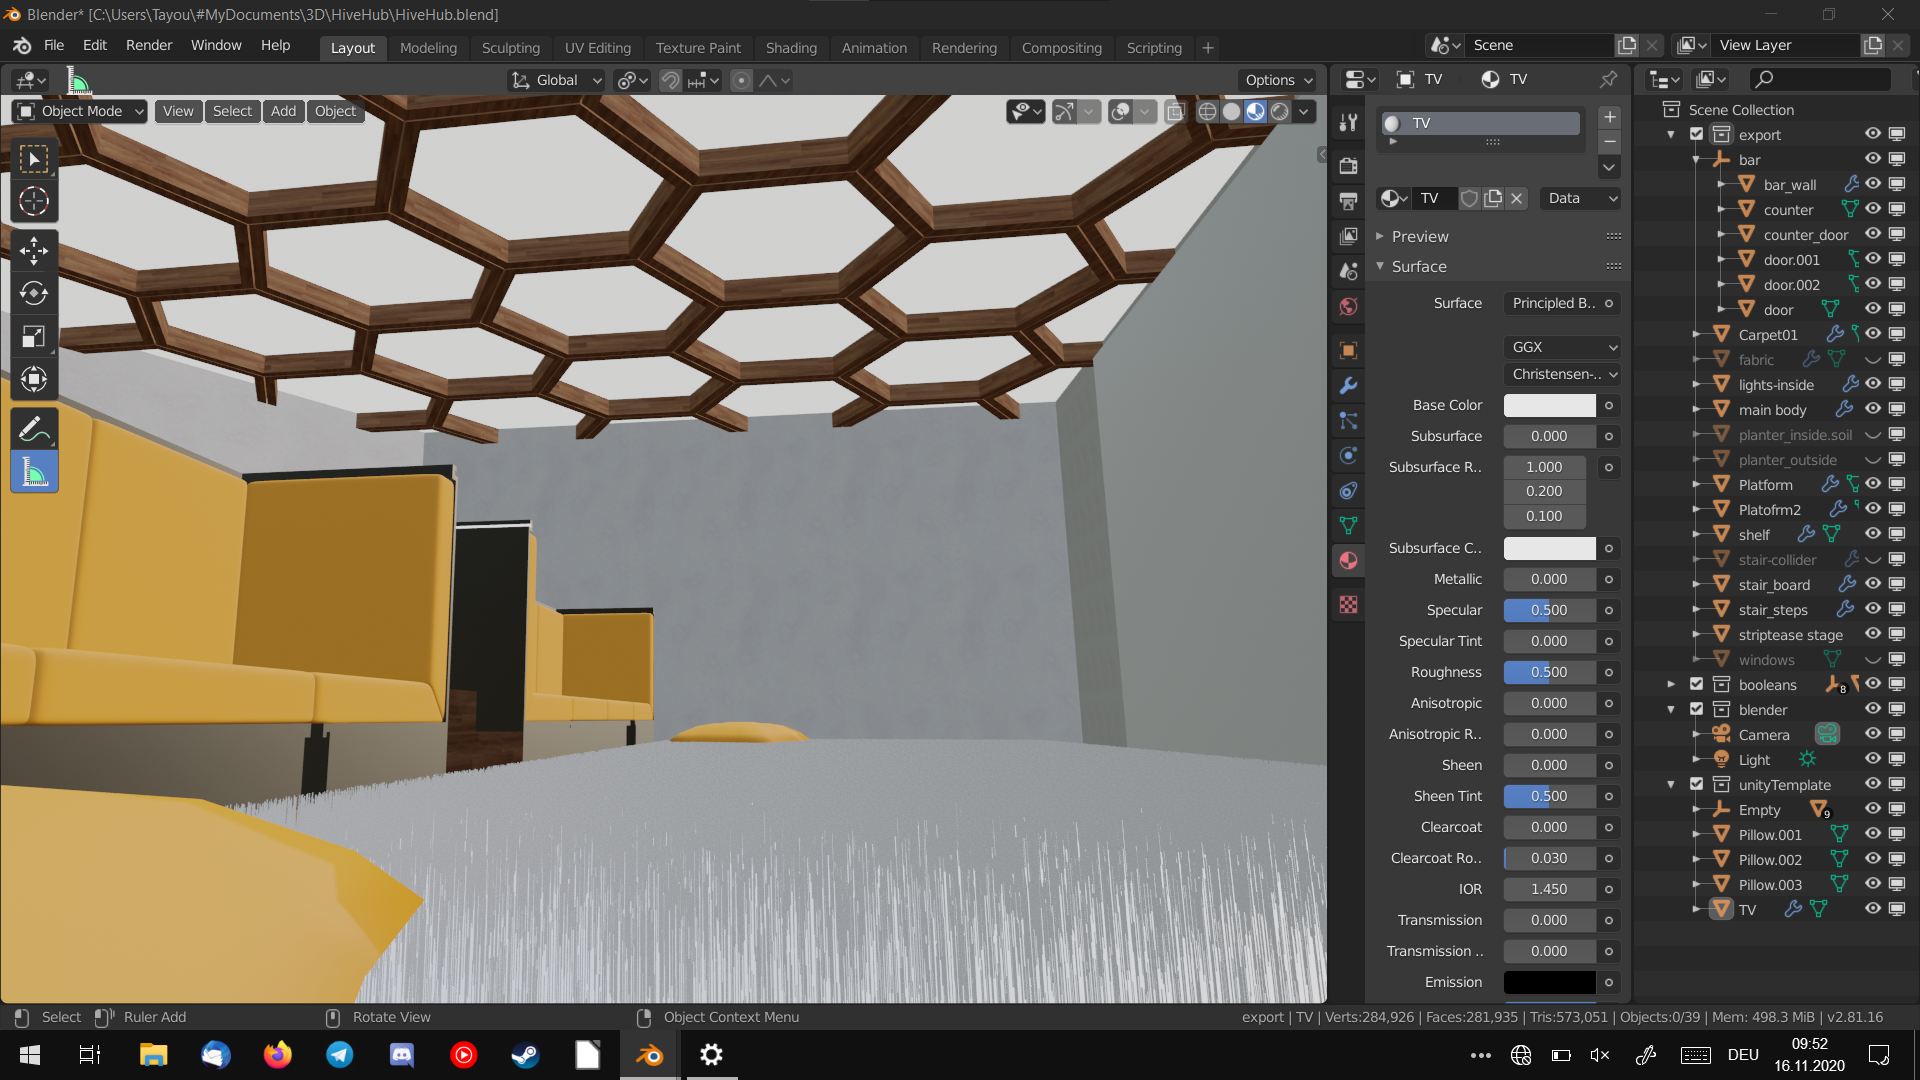 Blender* [C:\Users\Tayou\#MyDocuments\3D\HiveHub\HiveHub.blend]
File Edit Render Window Help
Layout Modeling Sculpting UV Editing Texture Paint Shading Animation Rendering Compositing Scripting +
Scene
View Layer
Global
Options
TV TV
Object Mode View Select Add Object
TV
TV
Data
Preview
Surface
Surface Principled B..
GGX
Christensen-..
Base Color
Subsurface 0.000
Subsurface R.. 1.000
0.200
0.100
Subsurface C..
Metallic 0.000
Specular 0.500
Specular Tint 0.000
Roughness 0.500
Anisotropic 0.000
Anisotropic R.. 0.000
Sheen 0.000
Sheen Tint 0.500
Clearcoat 0.000
Clearcoat Ro.. 0.030
IOR 1.450
Transmission 0.000
Transmission .. 0.000
Emission
Scene Collection
export
bar
bar_wall
counter
counter_door
door.001
door.002
door
Carpet01
fabric
lights-inside
main body
planter_inside.soil
planter_outside
Platform
Platofrm2
shelf
stair-collider
stair_board
stair_steps
striptease stage
windows
booleans 8
blender
Camera
Light
unityTemplate
Empty 9
Pillow.001
Pillow.002
Pillow.003
TV
Select Ruler Add Rotate View Object Context Menu
export | TV | Verts:284,926 | Faces:281,935 | Tris:573,051 | Objects:0/39 | Mem: 498.3 MiB | v2.81.16
DEU
09:52
16.11.2020